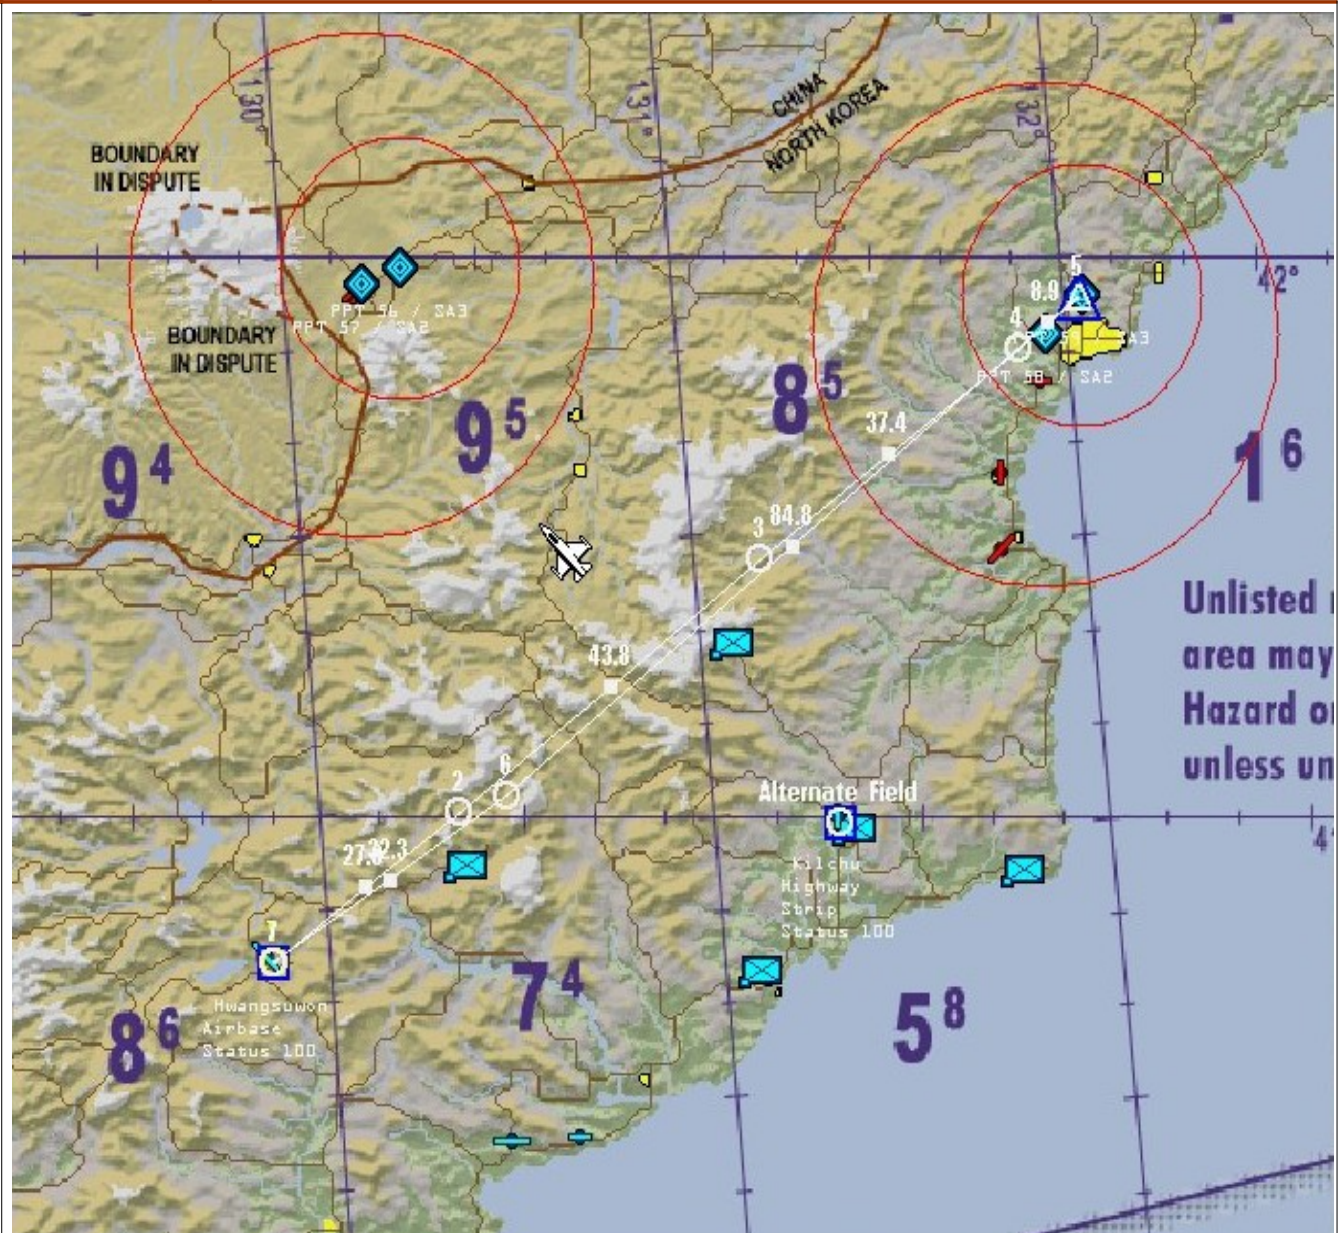 130°
131°
132°
CHINA
NORTH KOREA
BOUNDARY
IN DISPUTE
42°
5
8.9
4
PPT 56 / SA3
PPT 57 / SA2
BOUNDARY
IN DISPUTE
PPT 58 / SA2
8⁵
9⁵
37.4
9⁴
1⁶
3
84.8
Unlisted
area may
Hazard o
unless un
43.8
2
6
Alternate Field
32.3
Kilchu
Highway
Strip
Status 100
7
Hwangsuwon
Airbase
Status 100
7⁴
8⁶
5⁸